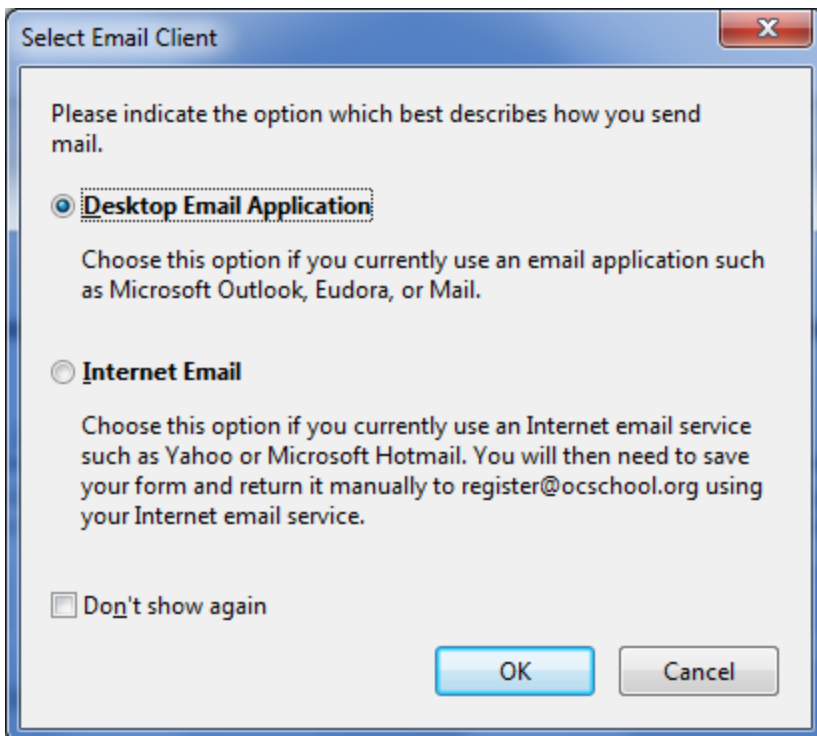 Select Email Client
Please indicate the option which best describes how you send
mail.
Desktop Email Application
Choose this option if you currently use an email application such
as Microsoft Outlook, Eudora, or Mail.
Internet Email
Choose this option if you currently use an Internet email service
such as Yahoo or Microsoft Hotmail. You will then need to save
your form and return it manually to register@ocschool.org using
your Internet email service.
Don't show again
OK
Cancel